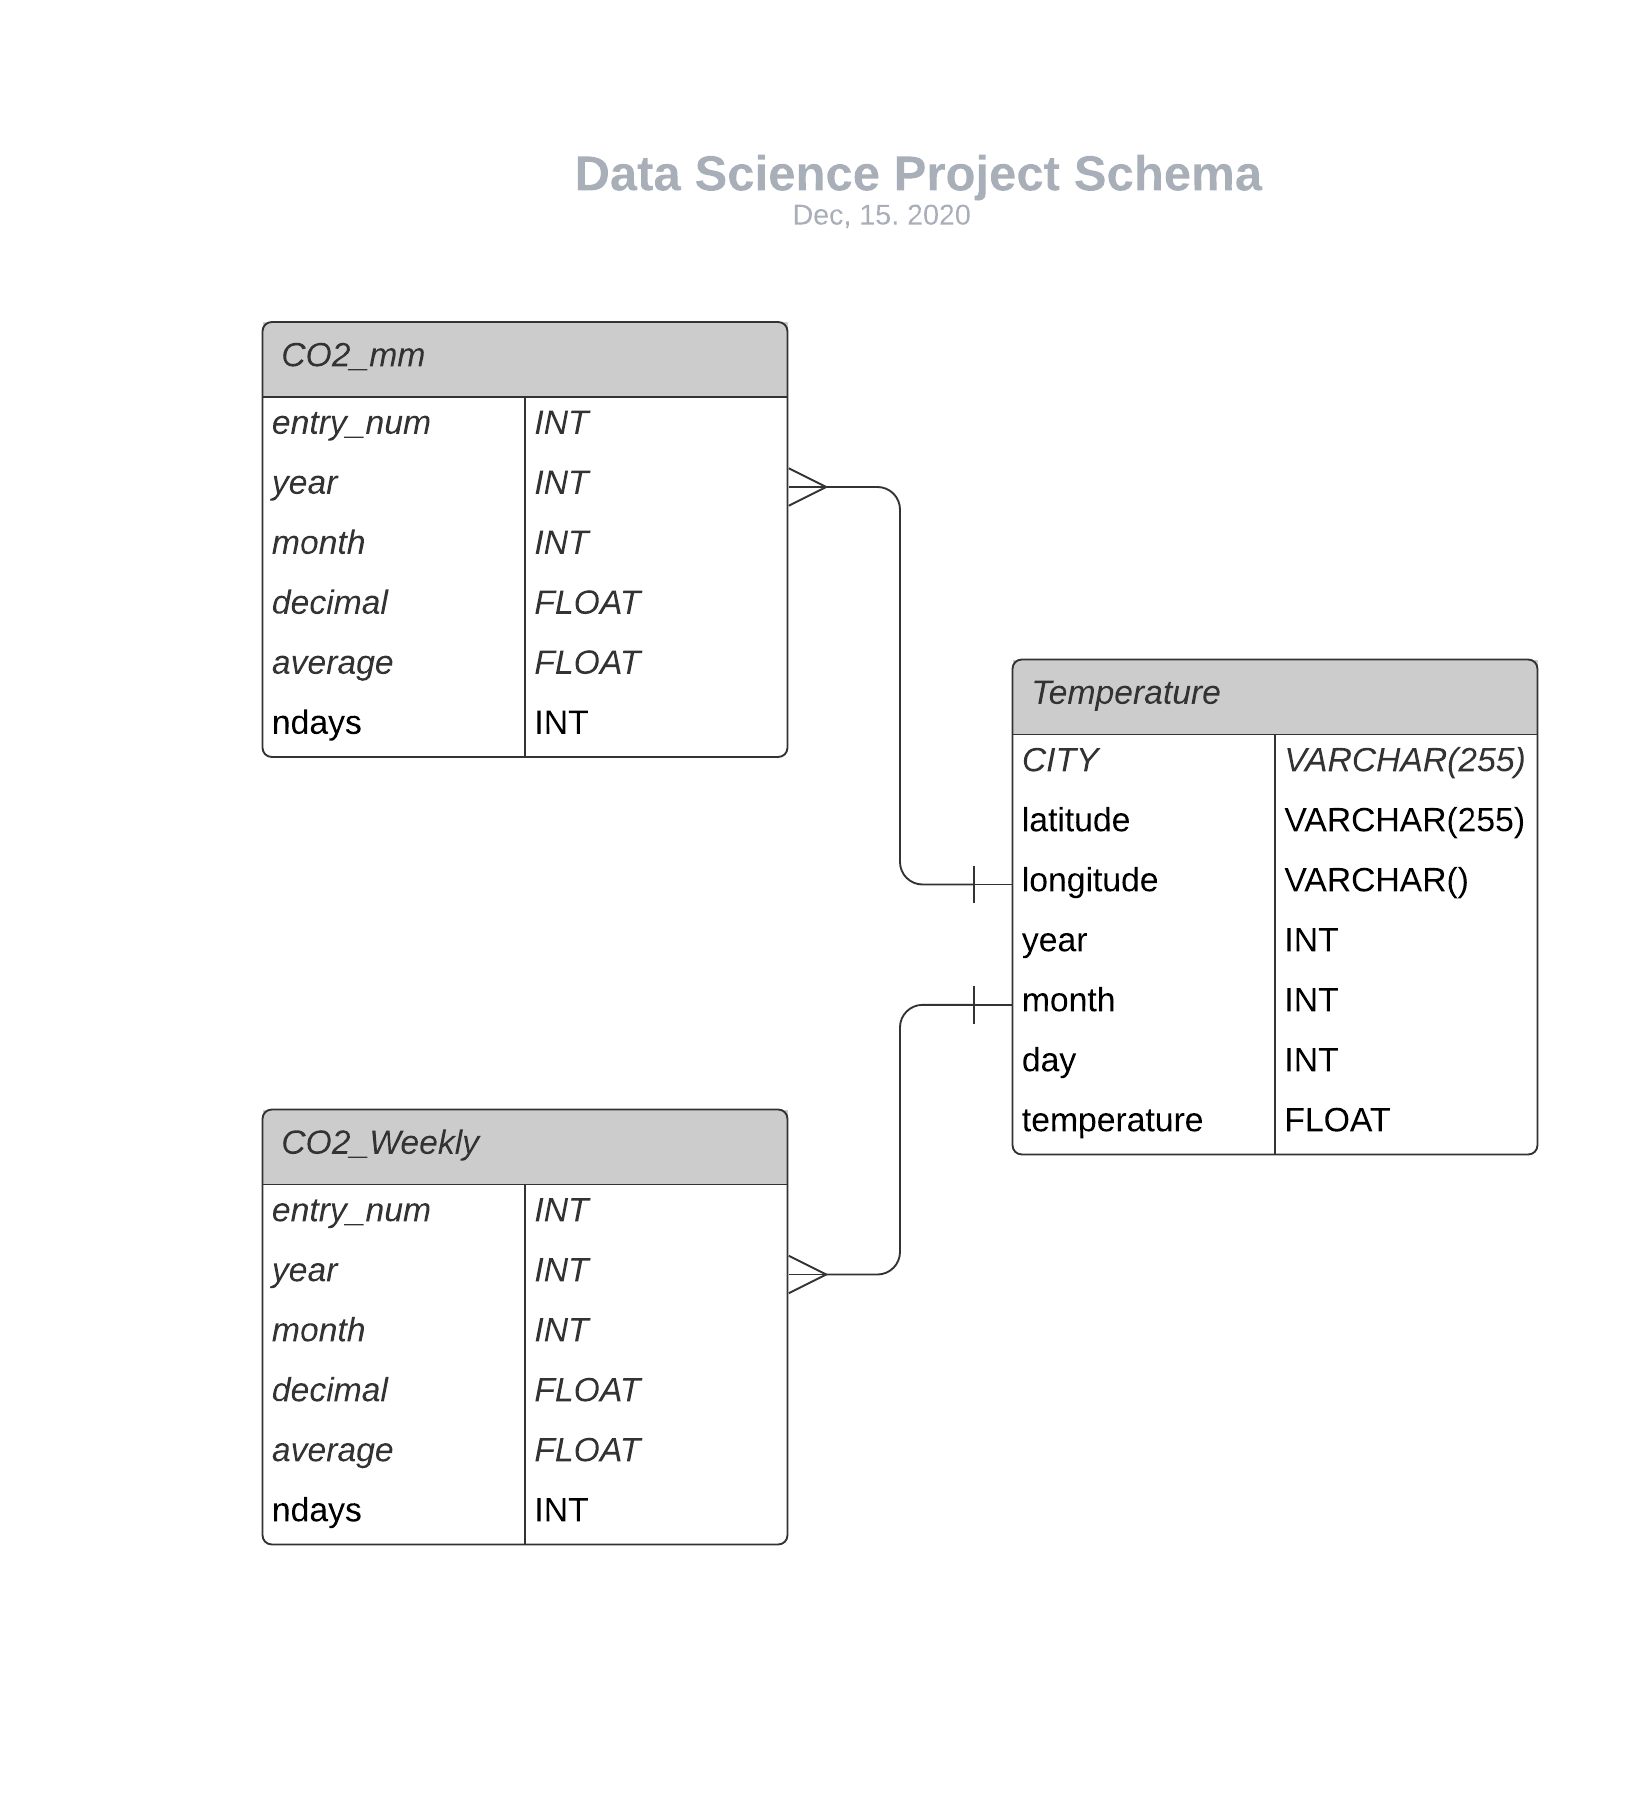 Data Science Project Schema
Dec, 15. 2020
CO2_mm
entry_num INT
year INT
month INT
decimal FLOAT
average FLOAT
ndays INT
Temperature
CITY VARCHAR(255)
latitude VARCHAR(255)
longitude VARCHAR()
year INT
month INT
day INT
temperature FLOAT
CO2_Weekly
entry_num INT
year INT
month INT
decimal FLOAT
average FLOAT
ndays INT